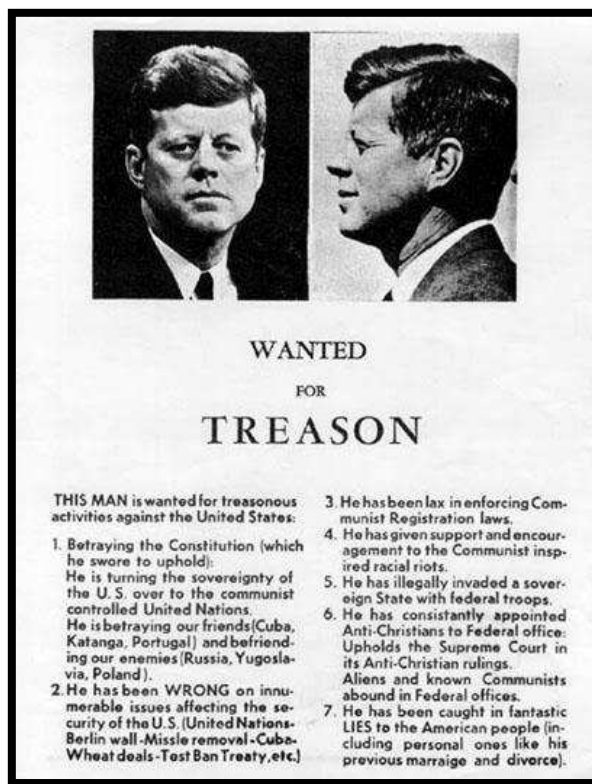 WANTED
FOR
TREASON
THIS MAN is wanted for treasonous
activities against the United States:
1. Betraying the Constitution (which
he swore to uphold):
He is turning the sovereignty of
the U.S. over to the communist
controlled United Nations.
He is betraying our friends (Cuba,
Katanga, Portugal) and befriend-
ing our enemies (Russia, Yugosla-
via, Poland).
2. He has been WRONG on innu-
merable issues affecting the se-
curity of the U.S. (United Nations-
Berlin wall-Missle removal-Cuba-
Wheat deals-Test Ban Treaty, etc.)
3. He has been lax in enforcing Com-
munist Registration laws.
4. He has given support and encour-
agement to the Communist insp-
ired racial riots.
5. He has illegally invaded a sover-
eign State with federal troops.
6. He has consistantly appointed
Anti-Christians to Federal office:
Upholds the Supreme Court in
its Anti-Christian rulings.
Aliens and known Communists
abound in Federal offices.
7. He has been caught in fantastic
LIES to the American people (in-
cluding personal ones like his
previous marraige and divorce).